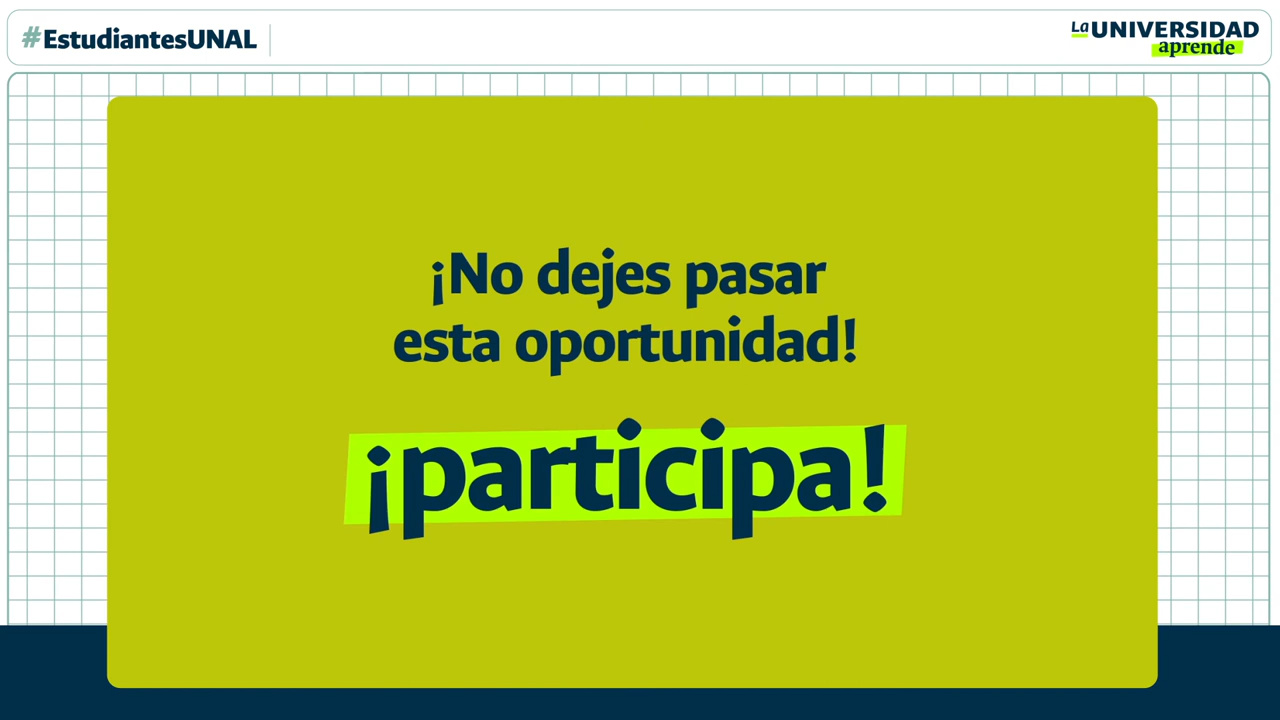 #EstudiantesUNAL
La UNIVERSIDAD
aprende
¡No dejes pasar
esta oportunidad!
¡participa!